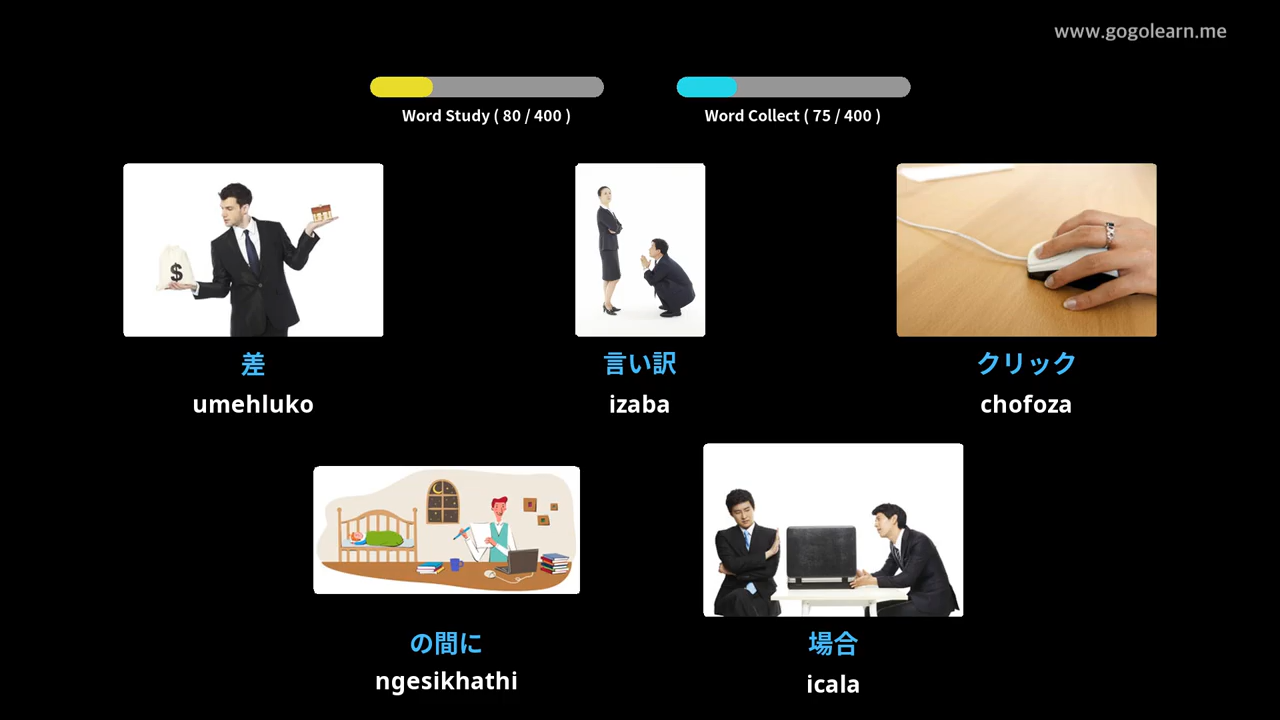 www.gogolearn.me
Word Study ( 80 / 400 )
Word Collect ( 75 / 400 )
$
差
言い訳
クリック
umehluko
izaba
chofoza
の間に
場合
ngesikhathi
icala